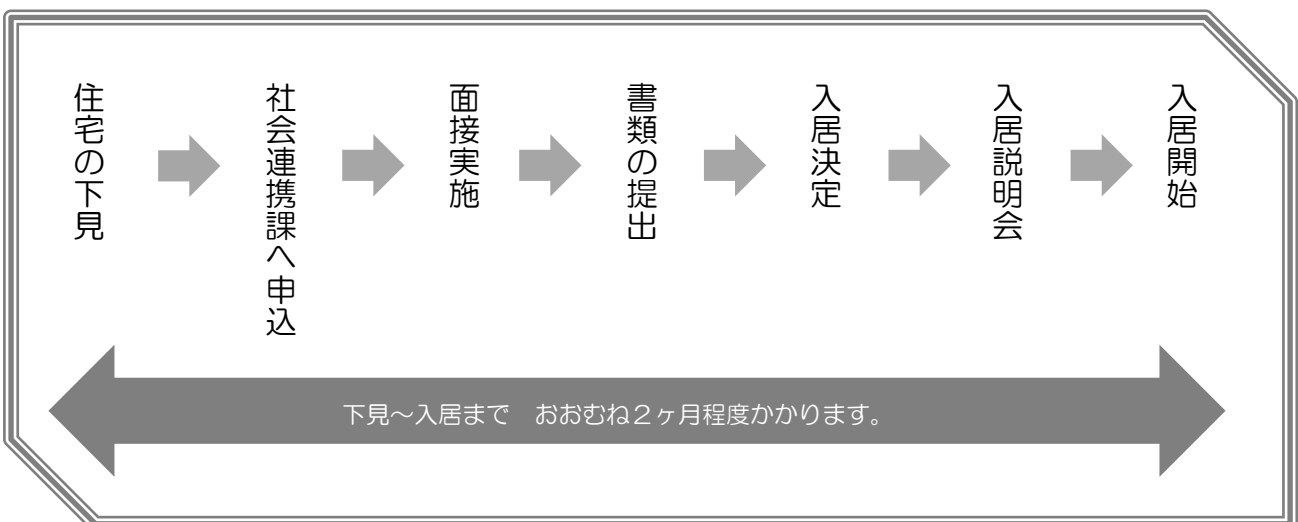 住宅の下見
社会連携課へ申込
面接実施
書類の提出
入居決定
入居説明会
入居開始
下見～入居まで　おおむね２ヶ月程度かかります。